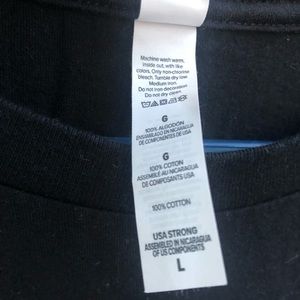 Machine wash warm,
inside out, with like
colors. Only non-chlorine
bleach. Tumble dry low.
Medium iron.
Do not iron decoration.
Do not dry clean.
G
100% ALGODÓN
ENSAMBLADO EN NICARAGUA
DE COMPONENTES DE USA
G
100% COTON
ASSEMBLÉ AU NICARAGUA
DE COMPOSANTS USA
100% COTTON
USA STRONG
ASSEMBLED IN NICARAGUA
OF US COMPONENTS
L